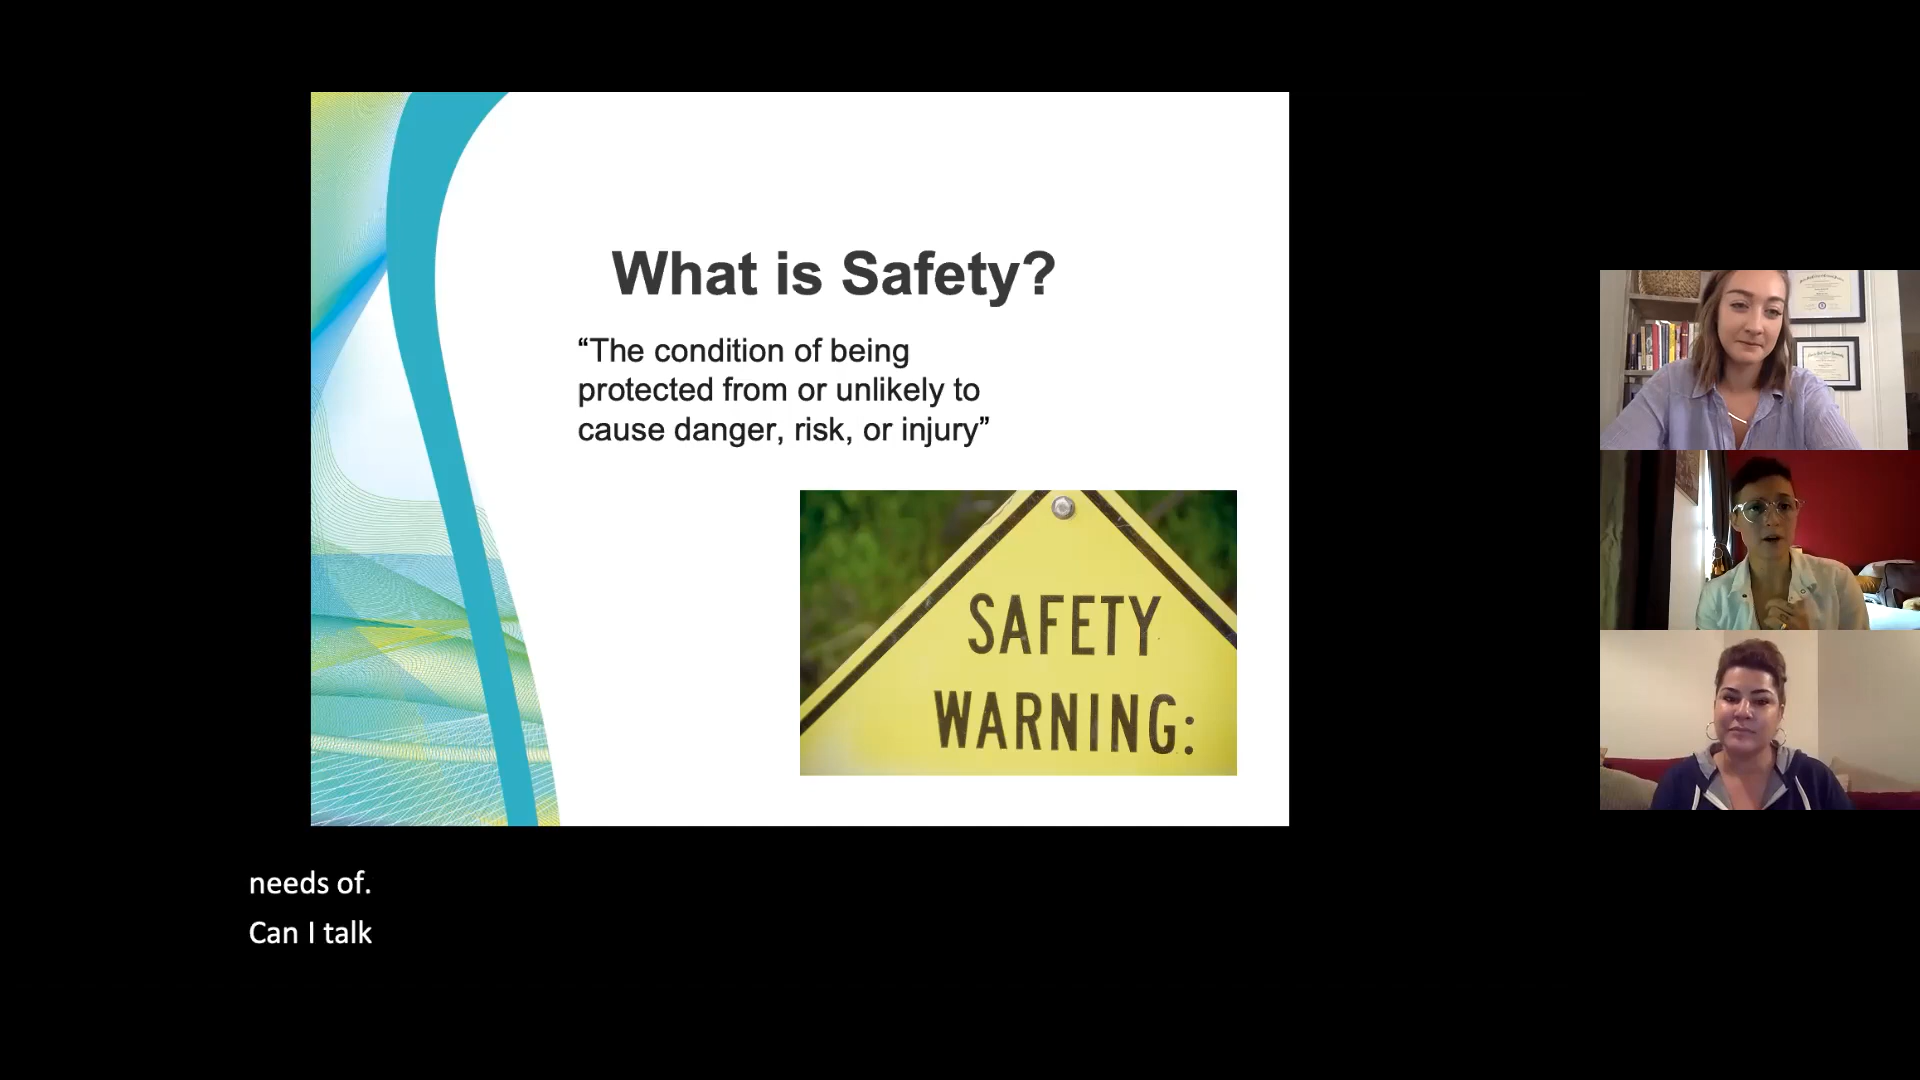 What is Safety?
“The condition of being
protected from or unlikely to
cause danger, risk, or injury”
SAFETY
WARNING:
needs of.
Can I talk